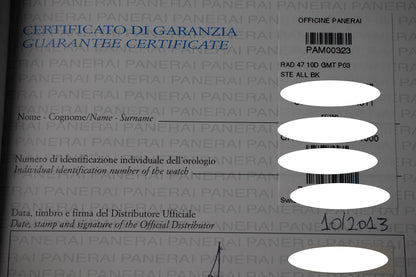 CERTIFICATO DI GARANZIA
GUARANTEE CERTIFICATE
OFFICINE PANERAI
PAM00323
RAD 47 10D GMT P03
STE ALL BK
Nome - Cognome/Name - Surname
Numero di identificazione individuale dell'orologio
Individual identification number of the watch
Data, timbro e firma del Distributore Ufficiale
Date, stamp and signature of the Official Distributor
10/2013